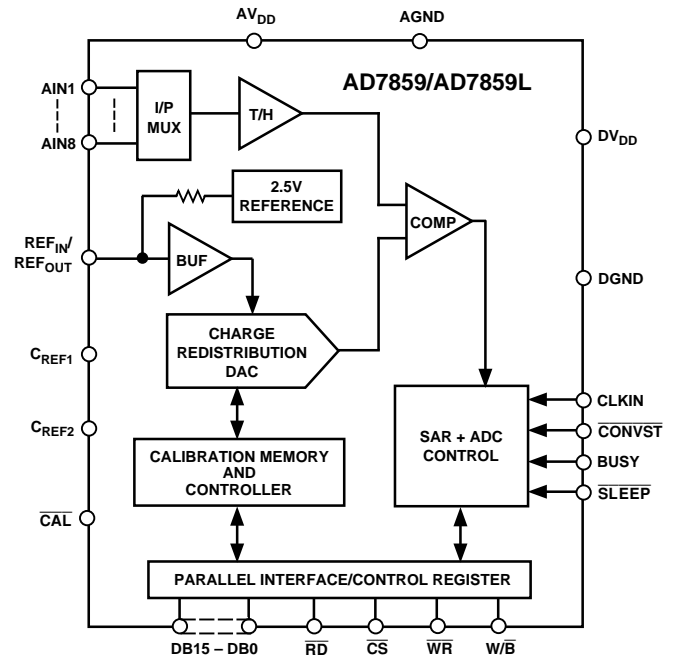 AVDD
AGND
AD7859/AD7859L
AIN1
AIN8
I/P
MUX
T/H
DVDD
2.5V
REFERENCE
COMP
REFIN/
REFOUT
BUF
DGND
CREF1
CHARGE
REDISTRIBUTION
DAC
CREF2
CLKIN
CONVST
BUSY
SLEEP
SAR + ADC
CONTROL
CALIBRATION MEMORY
AND
CONTROLLER
CAL
PARALLEL INTERFACE/CONTROL REGISTER
DB15 – DB0
RD
CS
WR
W/B